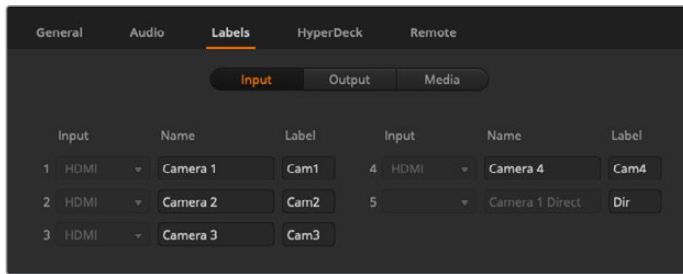 General Audio Labels HyperDeck Remote
Input Output Media
Input Name Label Input Name Label
1 HDMI Camera 1 Cam1 4 HDMI Camera 4 Cam4
2 HDMI Camera 2 Cam2 5 Camera 1 Direct Dir
3 HDMI Camera 3 Cam3